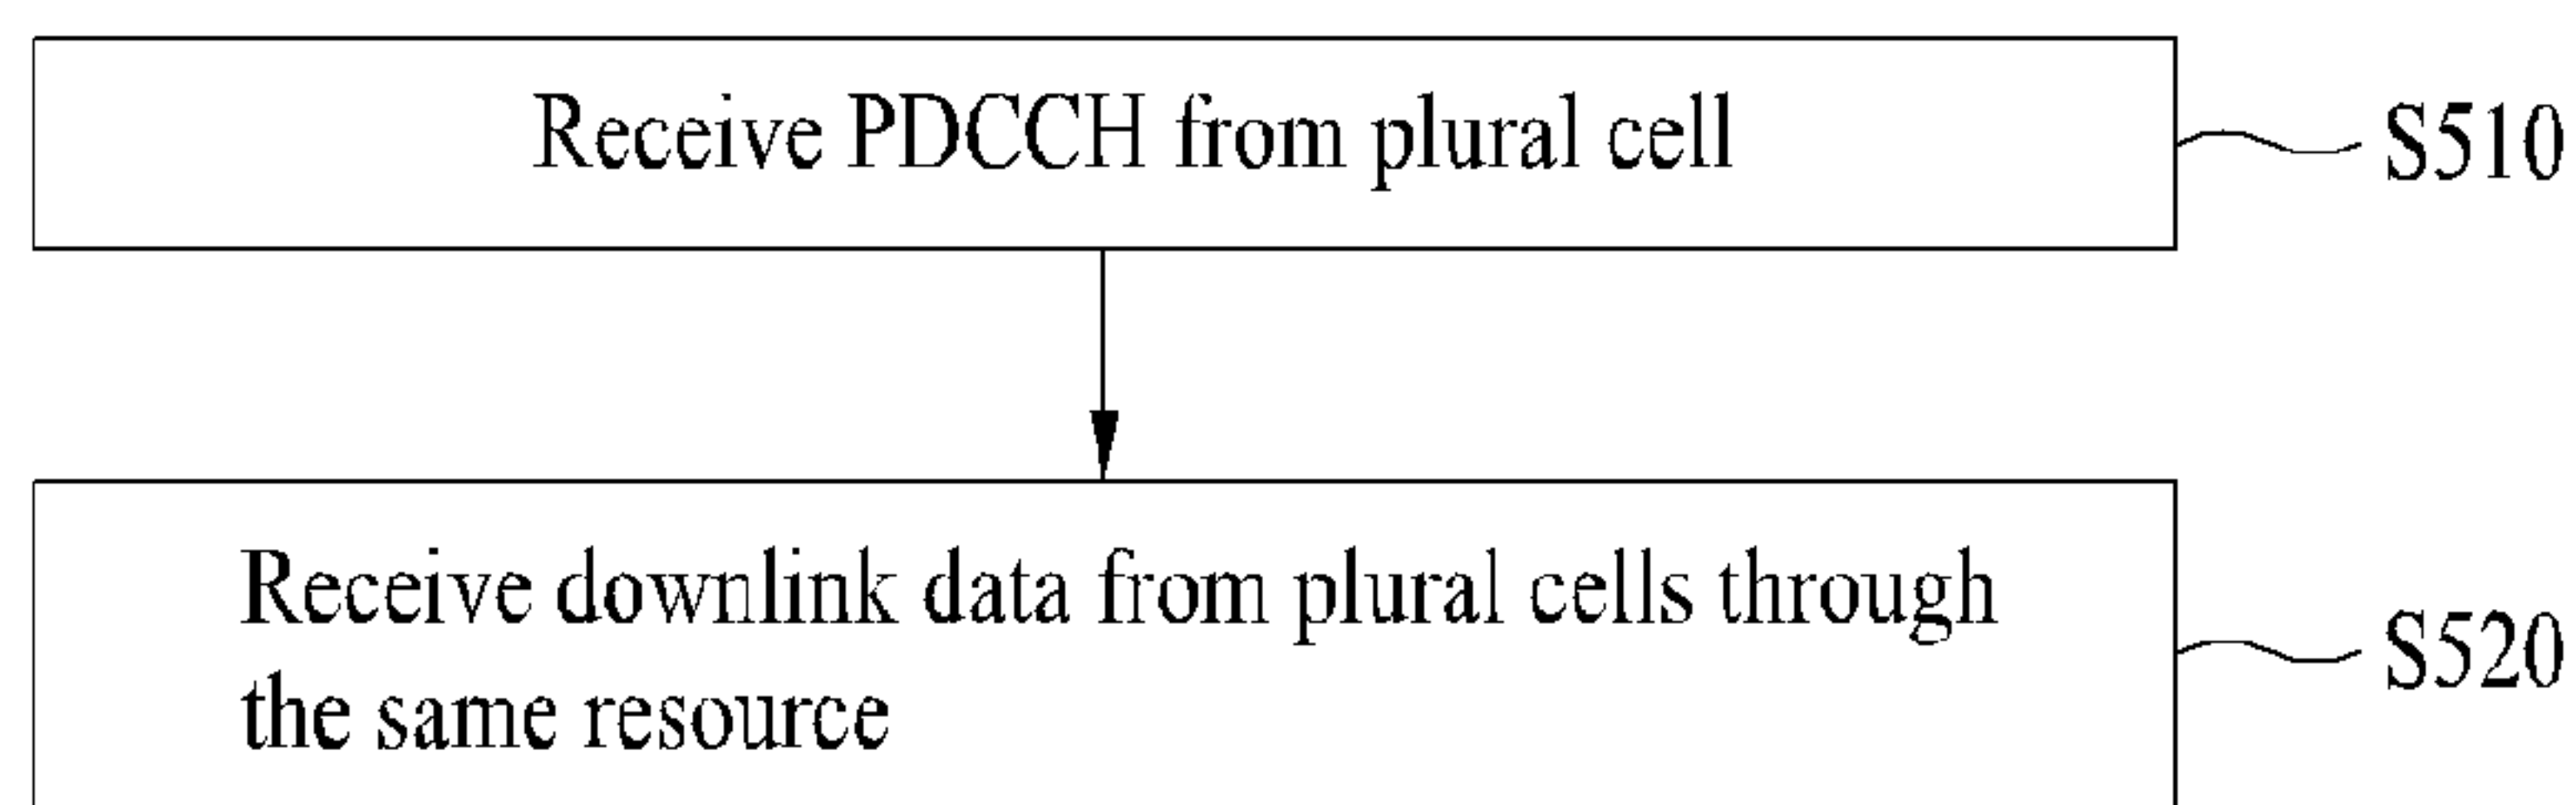 Receive PDCCH from plural cell
S510
Receive downlink data from plural cells through
the same resource
S520